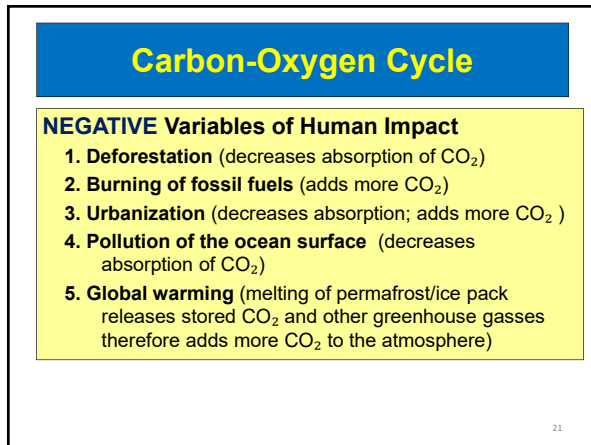 Carbon-Oxygen Cycle
NEGATIVE Variables of Human Impact
1. Deforestation (decreases absorption of CO₂)
2. Burning of fossil fuels (adds more CO₂)
3. Urbanization (decreases absorption; adds more CO₂ )
4. Pollution of the ocean surface (decreases
absorption of CO₂)
5. Global warming (melting of permafrost/ice pack
releases stored CO₂ and other greenhouse gasses
therefore adds more CO₂ to the atmosphere)
21